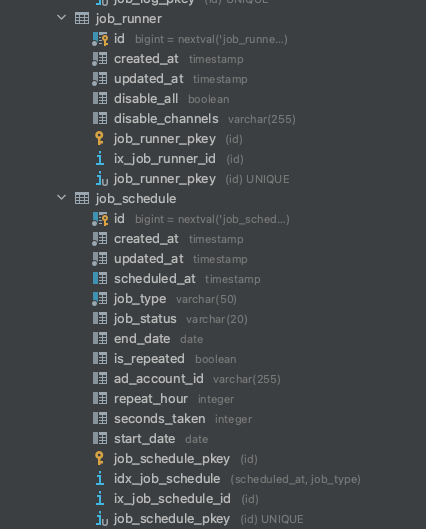 job_log_pkey (id) UNIQUE
job_runner
id bigint = nextval('job_runne...)
created_at timestamp
updated_at timestamp
disable_all boolean
disable_channels varchar(255)
job_runner_pkey (id)
ix_job_runner_id (id)
job_runner_pkey (id) UNIQUE
job_schedule
id bigint = nextval('job_sched...)
created_at timestamp
updated_at timestamp
scheduled_at timestamp
job_type varchar(50)
job_status varchar(20)
end_date date
is_repeated boolean
ad_account_id varchar(255)
repeat_hour integer
seconds_taken integer
start_date date
job_schedule_pkey (id)
idx_job_schedule (scheduled_at, job_type)
ix_job_schedule_id (id)
job_schedule_pkey (id) UNIQUE